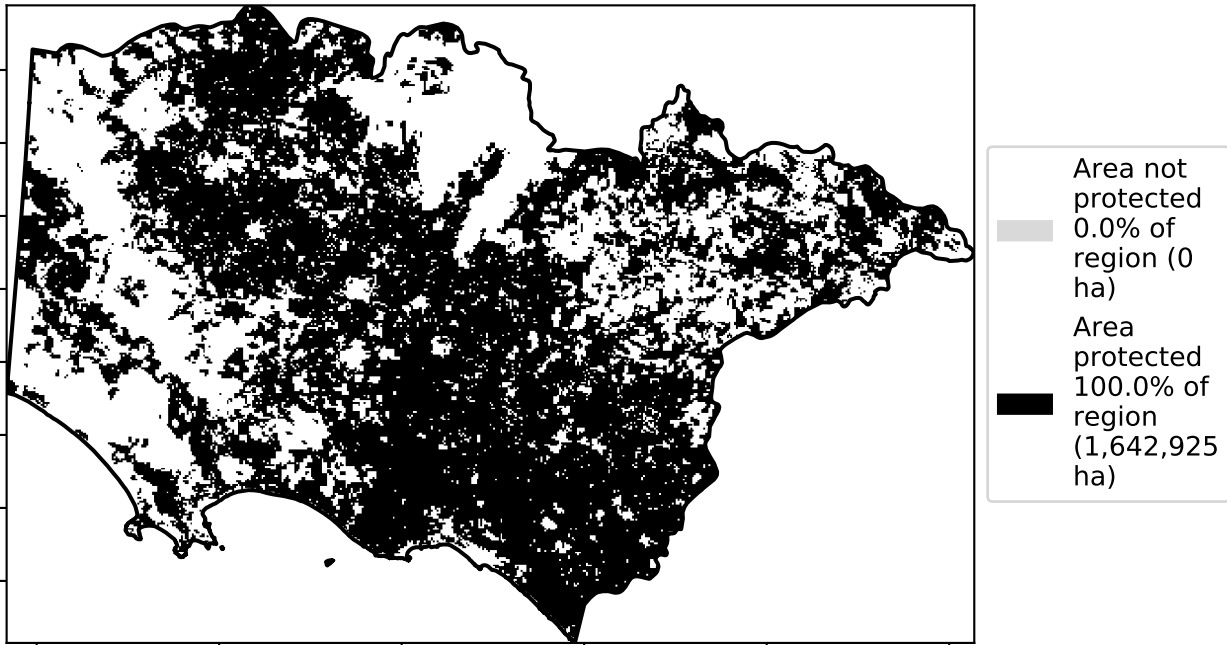 Area not
protected
0.0% of
region (0
ha)
Area
protected
100.0% of
region
(1,642,925
ha)